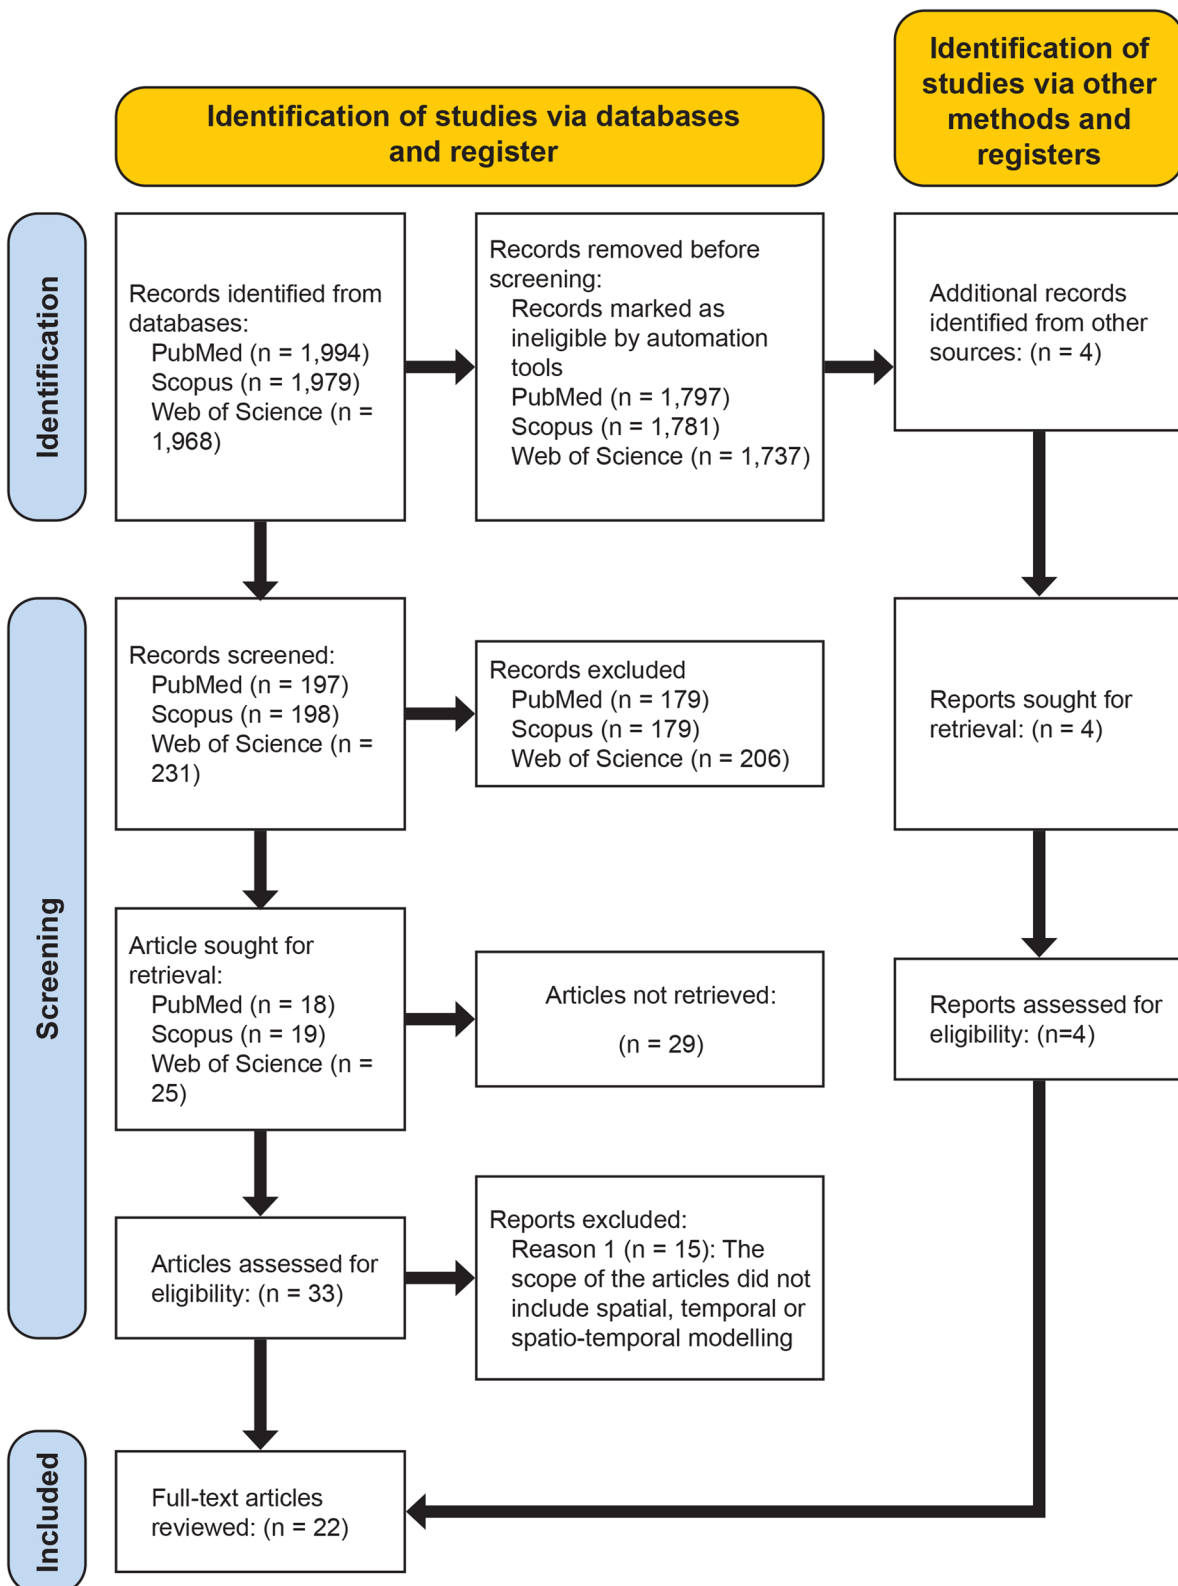 Identification of studies via databases
and register
Identification of
studies via other
methods and
registers
Identification
Records identified from
databases:
PubMed (n = 1,994)
Scopus (n = 1,979)
Web of Science (n =
1,968)
Records removed before
screening:
Records marked as
ineligible by automation
tools
PubMed (n = 1,797)
Scopus (n = 1,781)
Web of Science (n = 1,737)
Additional records
identified from other
sources: (n = 4)
Screening
Records screened:
PubMed (n = 197)
Scopus (n = 198)
Web of Science (n =
231)
Records excluded
PubMed (n = 179)
Scopus (n = 179)
Web of Science (n = 206)
Reports sought for
retrieval: (n = 4)
Article sought for
retrieval:
PubMed (n = 18)
Scopus (n = 19)
Web of Science (n =
25)
Articles not retrieved:
(n = 29)
Reports assessed for
eligibility: (n=4)
Articles assessed for
eligibility: (n = 33)
Reports excluded:
Reason 1 (n = 15): The
scope of the articles did not
include spatial, temporal or
spatio-temporal modelling
Included
Full-text articles
reviewed: (n = 22)